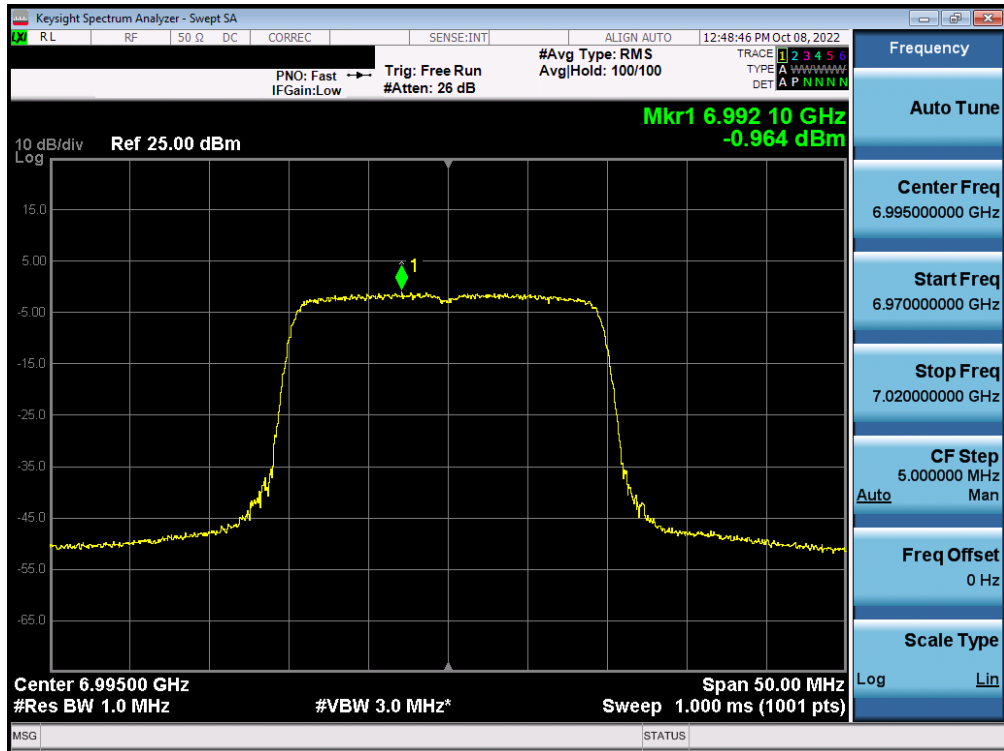 Keysight Spectrum Analyzer - Swept SA
LXI RL RF 50 Ω DC CORREC SENSE:INT ALIGN AUTO 12:48:46 PM Oct 08, 2022
PNO: Fast
IFGain:Low
Trig: Free Run
#Atten: 26 dB
#Avg Type: RMS
Avg|Hold: 100/100
TRACE 1 2 3 4 5 6
TYPE A WWWWW
DET A P N N N N
Mkr1 6.992 10 GHz
-0.964 dBm
10 dB/div
Log
Ref 25.00 dBm
15.0
5.00
-5.00
-15.0
-25.0
-35.0
-45.0
-55.0
-65.0
1
Center 6.99500 GHz
#Res BW 1.0 MHz
#VBW 3.0 MHz*
Span 50.00 MHz
Sweep 1.000 ms (1001 pts)
MSG
STATUS
Frequency
Auto Tune
Center Freq
6.995000000 GHz
Start Freq
6.970000000 GHz
Stop Freq
7.020000000 GHz
CF Step
5.000000 MHz
Auto Man
Freq Offset
0 Hz
Scale Type
Log Lin